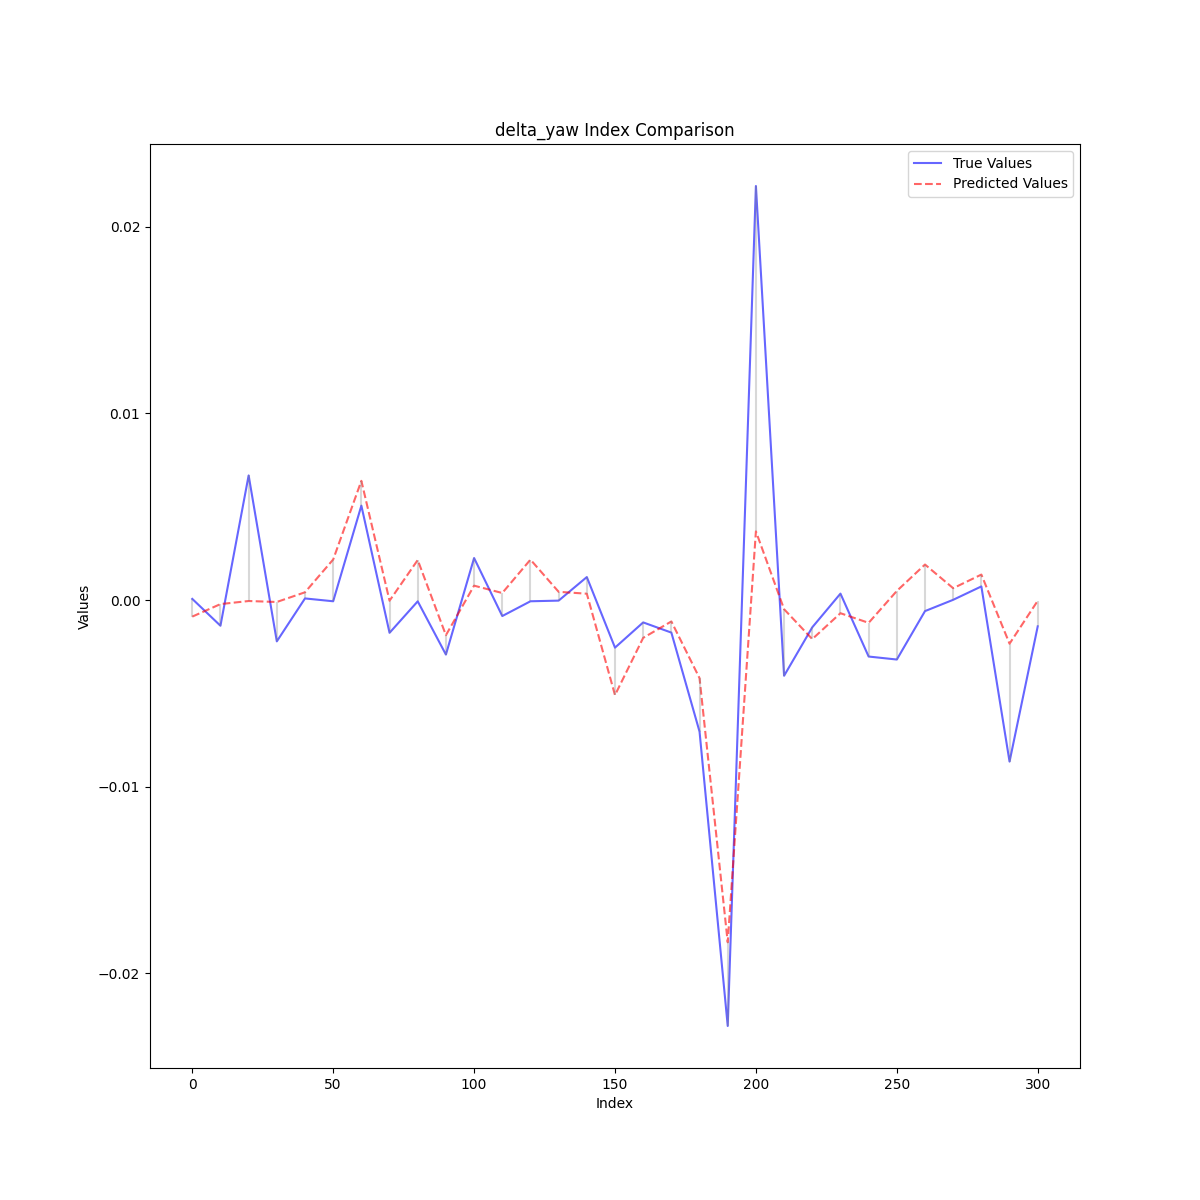 delta_yaw Index Comparison
True Values
Predicted Values
0.02
0.01
0.00
−0.01
−0.02
Values
0
50
100
150
200
250
300
Index